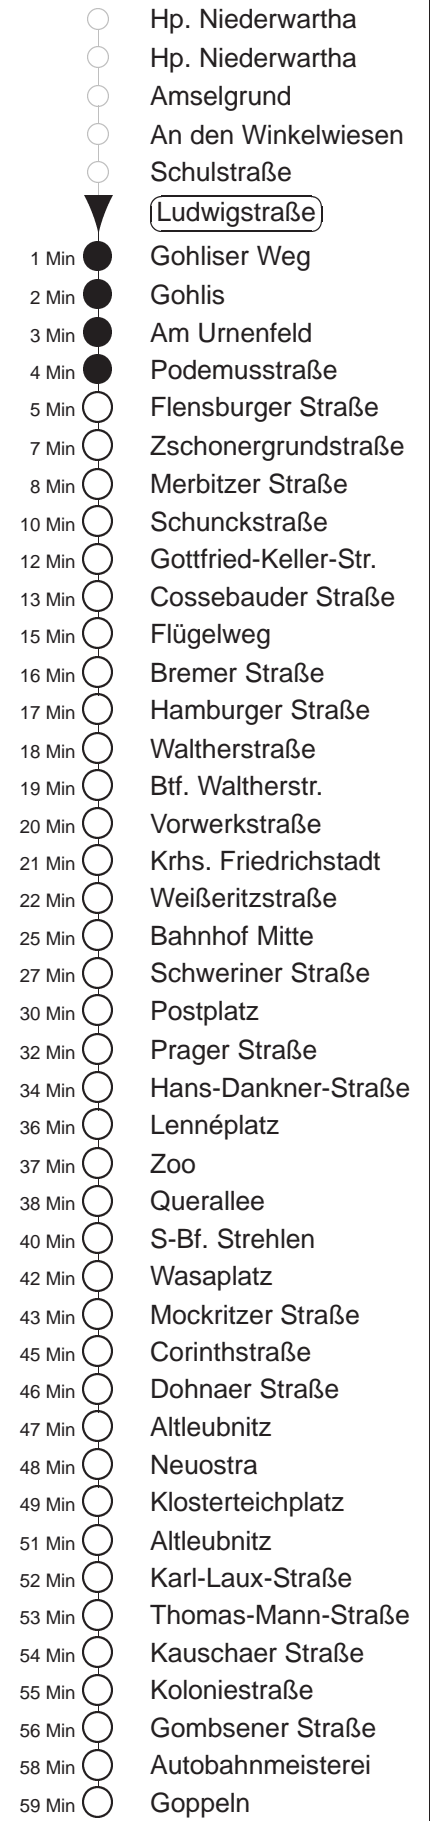 Hp. Niederwartha
Hp. Niederwartha
Amselgrund
An den Winkelwiesen
Schulstraße
Ludwigstraße
1 Min Gohliser Weg
2 Min Gohlis
3 Min Am Urnenfeld
4 Min Podemusstraße
5 Min Flensburger Straße
7 Min Zschonergrundstraße
8 Min Merbitzer Straße
10 Min Schunckstraße
12 Min Gottfried-Keller-Str.
13 Min Cossebauder Straße
15 Min Flügelweg
16 Min Bremer Straße
17 Min Hamburger Straße
18 Min Waltherstraße
19 Min Btf. Waltherstr.
20 Min Vorwerkstraße
21 Min Krhs. Friedrichstadt
22 Min Weißeritzstraße
25 Min Bahnhof Mitte
27 Min Schweriner Straße
30 Min Postplatz
32 Min Prager Straße
34 Min Hans-Dankner-Straße
36 Min Lennéplatz
37 Min Zoo
38 Min Querallee
40 Min S-Bf. Strehlen
42 Min Wasaplatz
43 Min Mockritzer Straße
45 Min Corinthstraße
46 Min Dohnaer Straße
47 Min Altleubnitz
48 Min Neuostra
49 Min Klosterteichplatz
51 Min Altleubnitz
52 Min Karl-Laux-Straße
53 Min Thomas-Mann-Straße
54 Min Kauschaer Straße
55 Min Koloniestraße
56 Min Gombsener Straße
58 Min Autobahnmeisterei
59 Min Goppeln